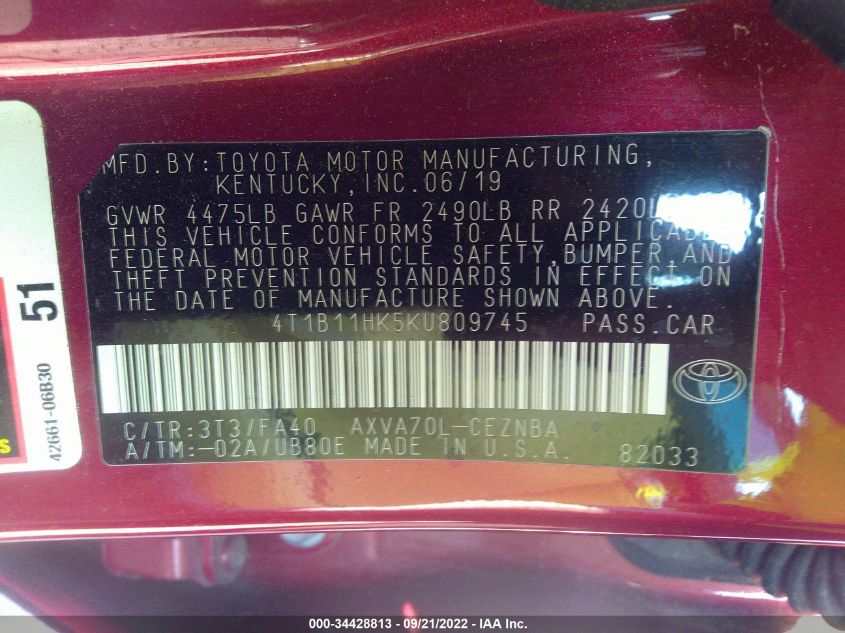 MFD.BY:TOYOTA MOTOR MANUFACTURING,
KENTUCKY,INC.06/19
GVWR 4475LB GAWR FR 2490LB RR 2420L
THIS VEHICLE CONFORMS TO ALL APPLICABLE
FEDERAL MOTOR VEHICLE SAFETY,BUMPER,AND
THEFT PREVENTION STANDARDS IN EFFECT ON
THE DATE OF MANUFACTURE SHOWN ABOVE.
4T1B11HK5KU809745 PASS.CAR
C/TR:3T3/FA40 AXVA70L-CEZNBA
A/TM:-02A/UB80E MADE IN U.S.A. 82033
51
42661-06B30
000-34428813 - 09/21/2022 - IAA Inc.